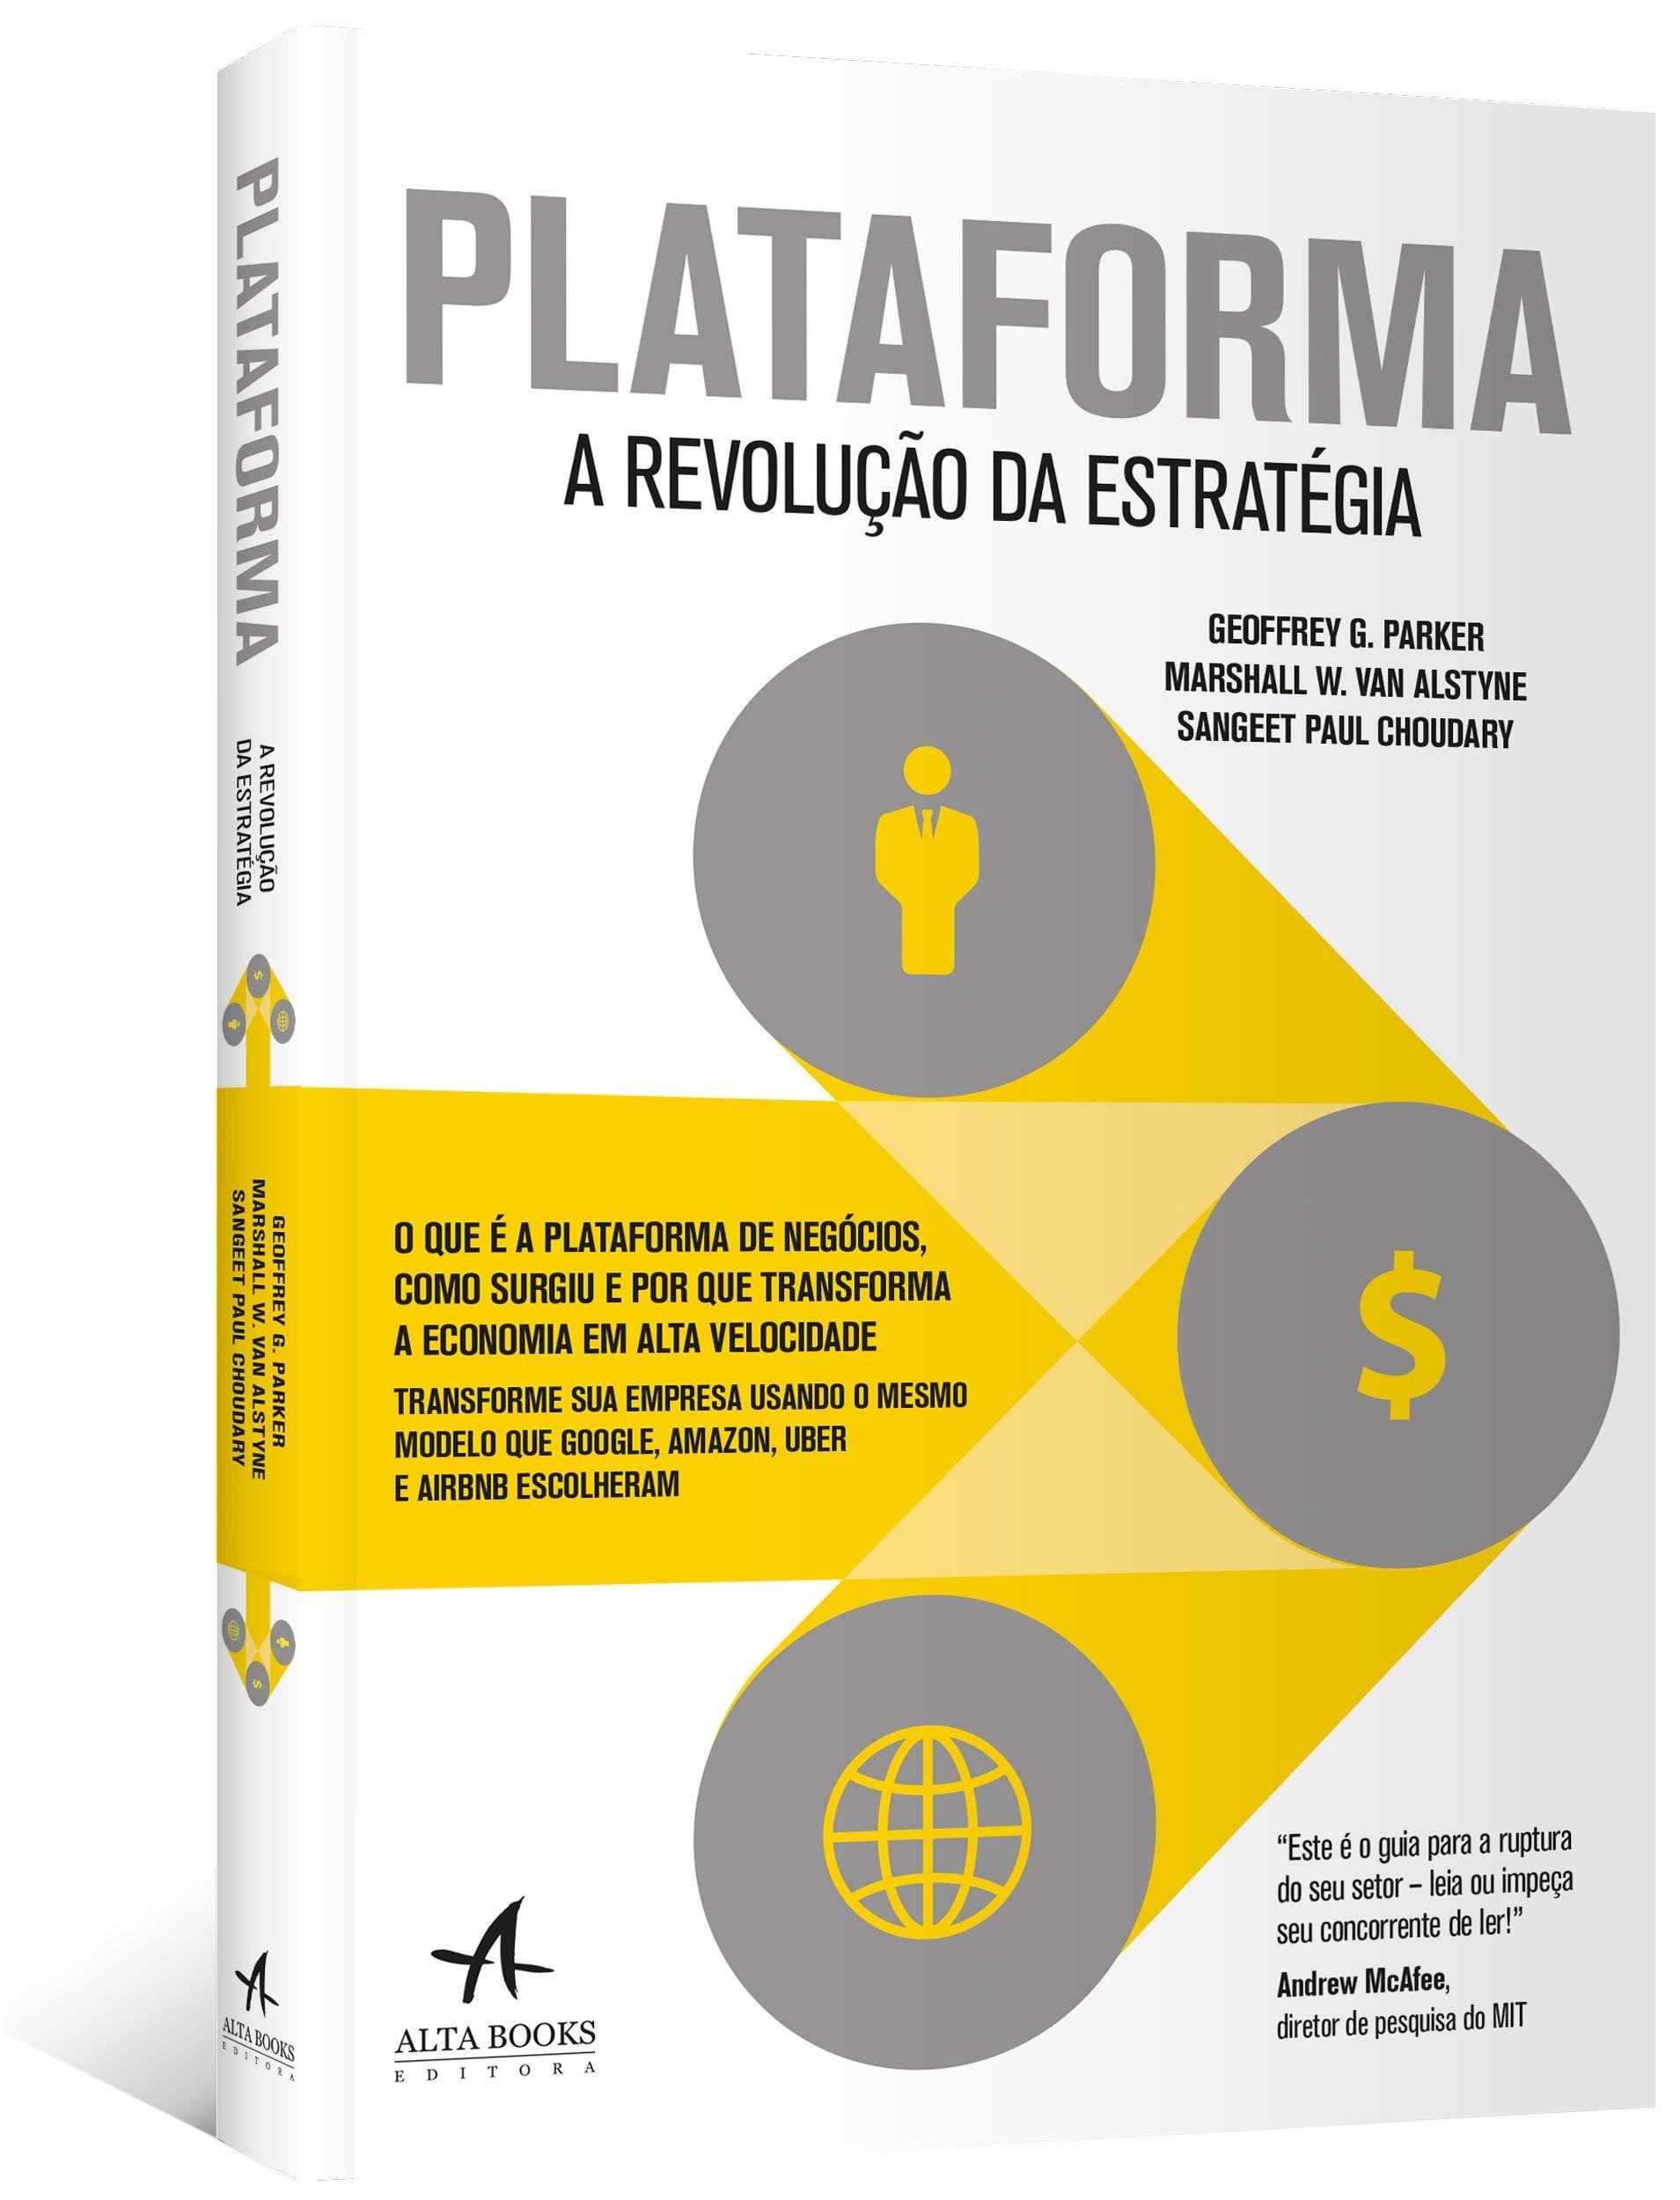 PLATAFORMA
A REVOLUÇÃO DA ESTRATÉGIA
GEOFFREY G. PARKER
MARSHALL W. VAN ALSTYNE
SANGEET PAUL CHOUDARY
$
O QUE É A PLATAFORMA DE NEGÓCIOS,
COMO SURGIU E POR QUE TRANSFORMA
A ECONOMIA EM ALTA VELOCIDADE
TRANSFORME SUA EMPRESA USANDO O MESMO
MODELO QUE GOOGLE, AMAZON, UBER
E AIRBNB ESCOLHERAM
“Este é o guia para a ruptura
do seu setor – leia ou impeça
seu concorrente de ler!”
Andrew McAfee,
diretor de pesquisa do MIT
ALTA BOOKS
EDITORA
PLATAFORMA
A REVOLUÇÃO
DA ESTRATÉGIA
$
GEOFFREY G. PARKER
MARSHALL W. VAN ALSTYNE
SANGEET PAUL CHOUDARY
$
ALTA BOOKS
EDITORA